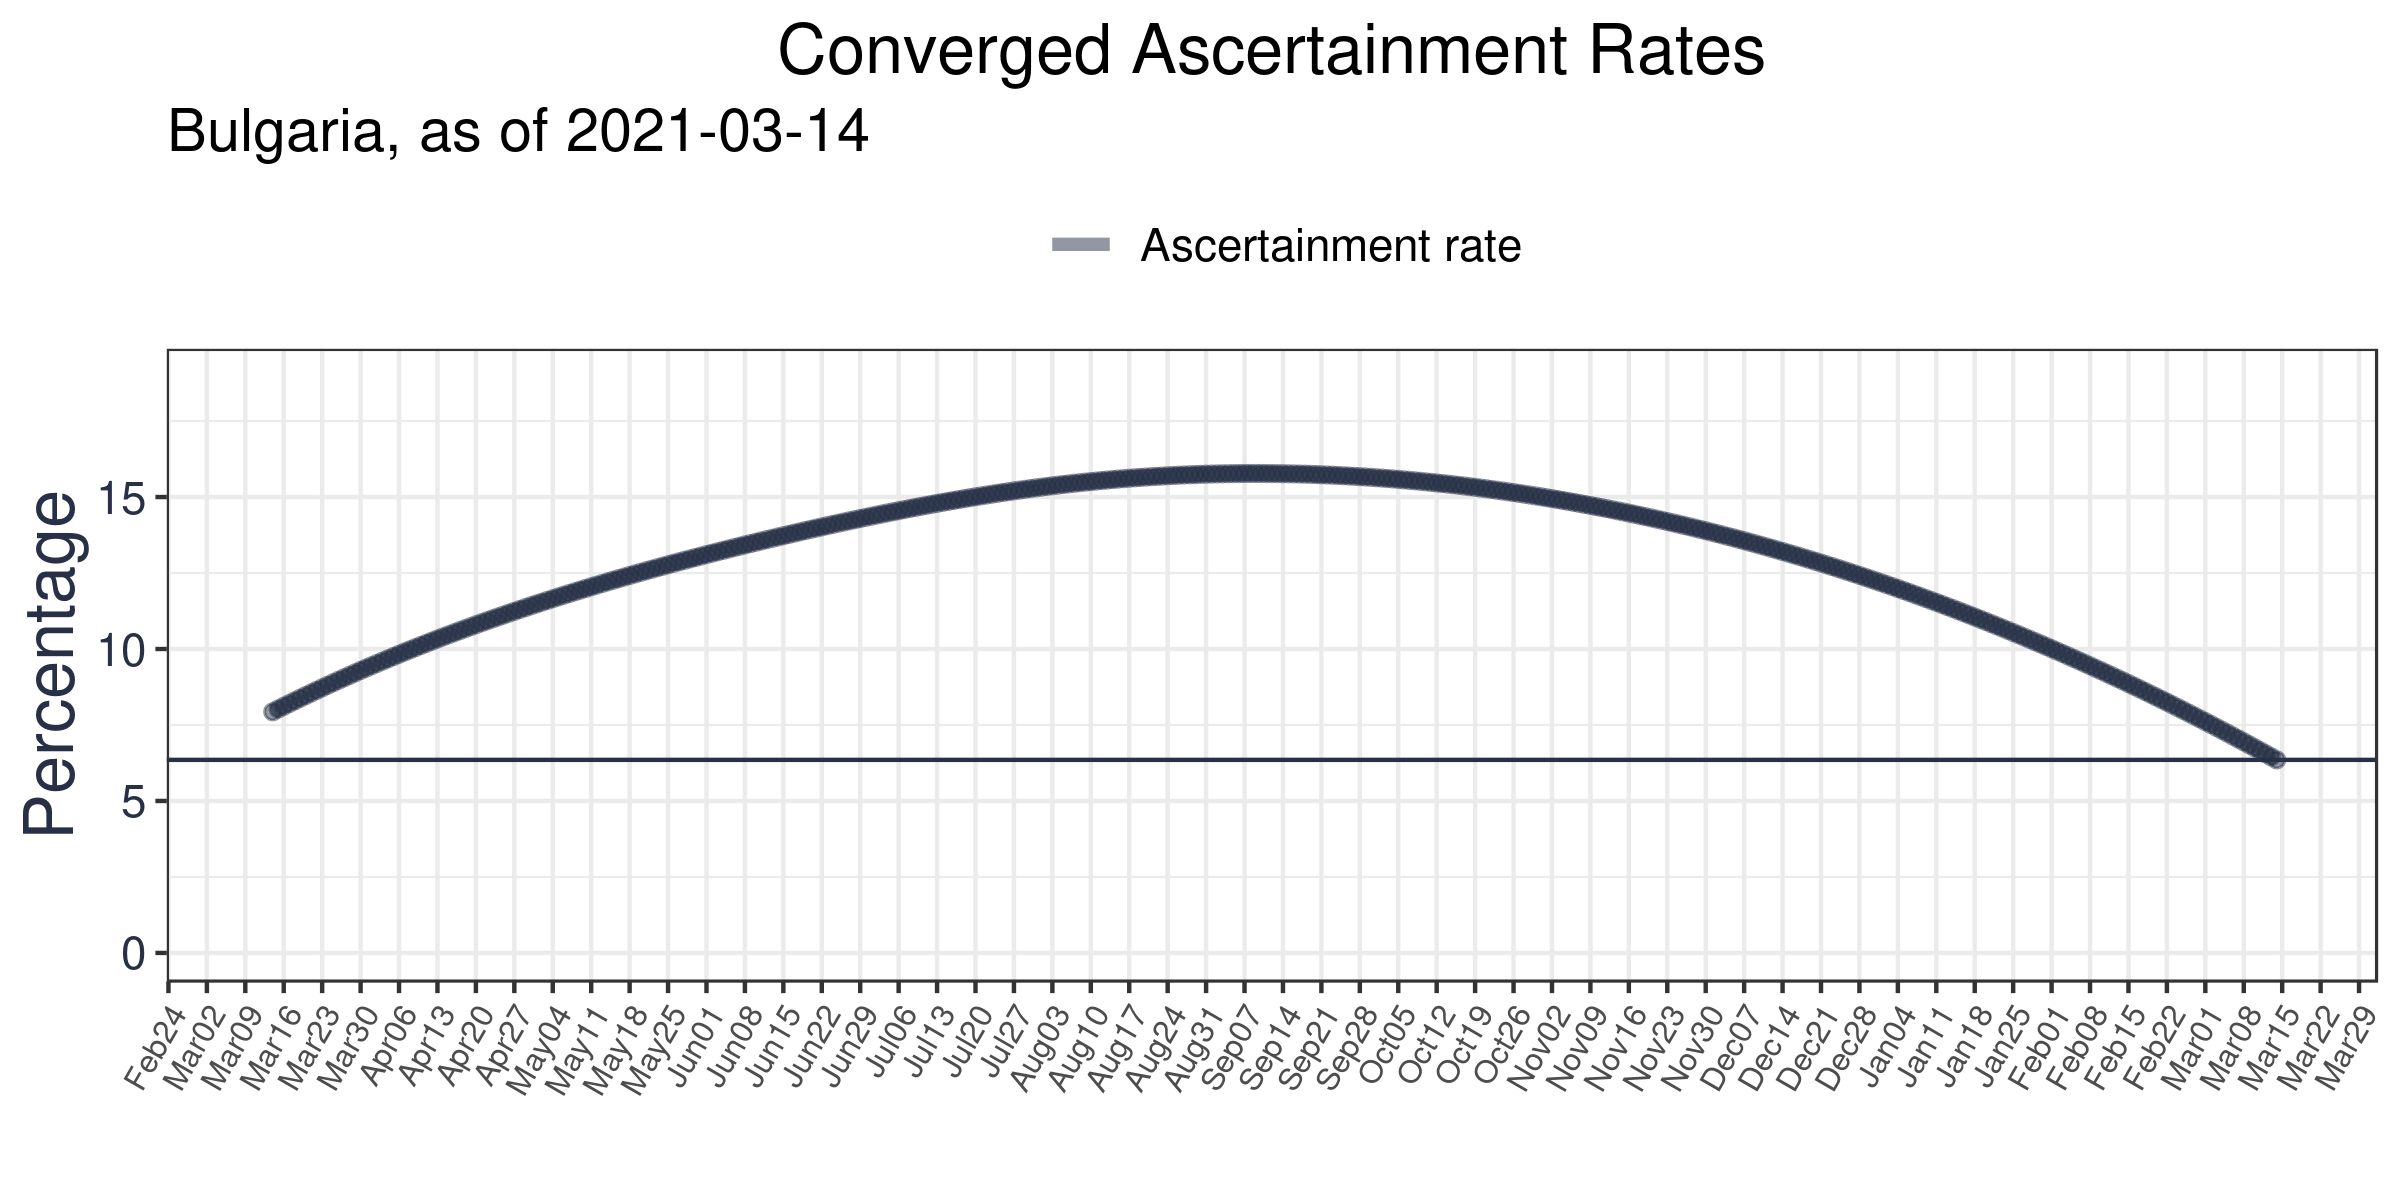 Converged Ascertainment Rates
Bulgaria, as of 2021-03-14
Ascertainment rate
Percentage
15
10
5
0
Feb24
Mar02
Mar09
Mar16
Mar23
Mar30
Apr06
Apr13
Apr20
Apr27
May04
May11
May18
May25
Jun01
Jun08
Jun15
Jun22
Jun29
Jul06
Jul13
Jul20
Jul27
Aug03
Aug10
Aug17
Aug24
Aug31
Sep07
Sep14
Sep21
Sep28
Oct05
Oct12
Oct19
Oct26
Nov02
Nov09
Nov16
Nov23
Nov30
Dec07
Dec14
Dec21
Dec28
Jan04
Jan11
Jan18
Jan25
Feb01
Feb08
Feb15
Feb22
Mar01
Mar08
Mar15
Mar22
Mar29